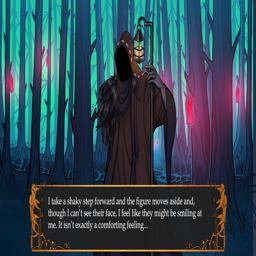 I take a shaky step forward and the figure moves aside and,
though I can't see their face, I feel like they might be smiling at
me. It isn't exactly a comforting feeling...